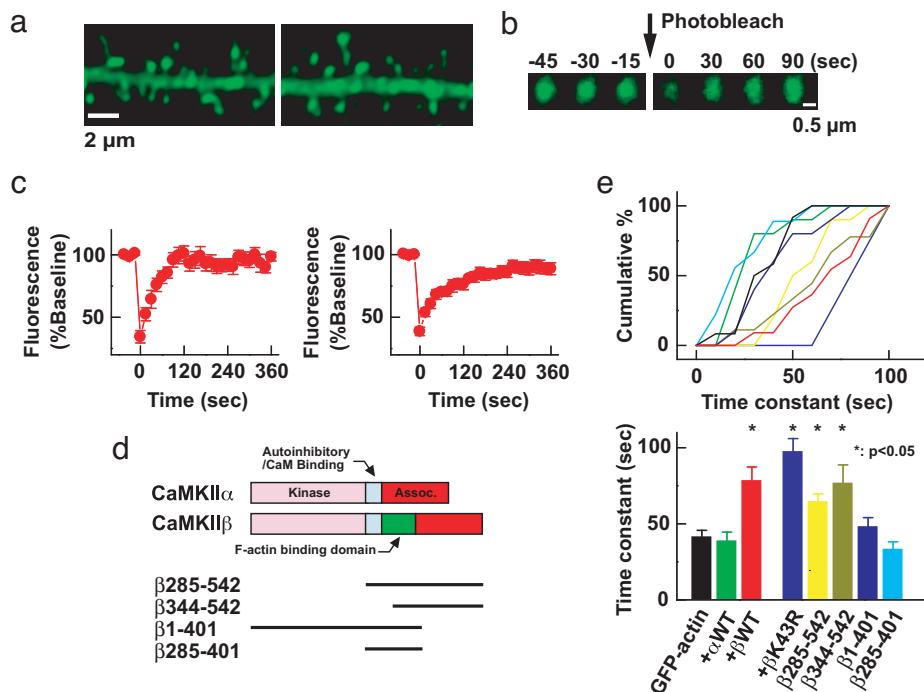 a
2 µm
b
Photobleach
-45 -30 -15 0 30 60 90 (sec)
0.5 µm
c
Fluorescence
(%Baseline)
100
50
0 120 240 360
Time (sec)
Fluorescence
(%Baseline)
100
50
0 120 240 360
Time (sec)
d
Autoinhibitory
/CaM Binding
CaMKIIα Kinase Assoc.
CaMKIIβ
F-actin binding domain
β285-542
β344-542
β1-401
β285-401
e
Cumulative %
100
50
0
0 50 100
Time constant (sec)
Time constant (sec)
100
50
0
* * * *
*: p<0.05
GFP-actin
+αWT
+βWT
+βK43R
β285-542
β344-542
β1-401
β285-401